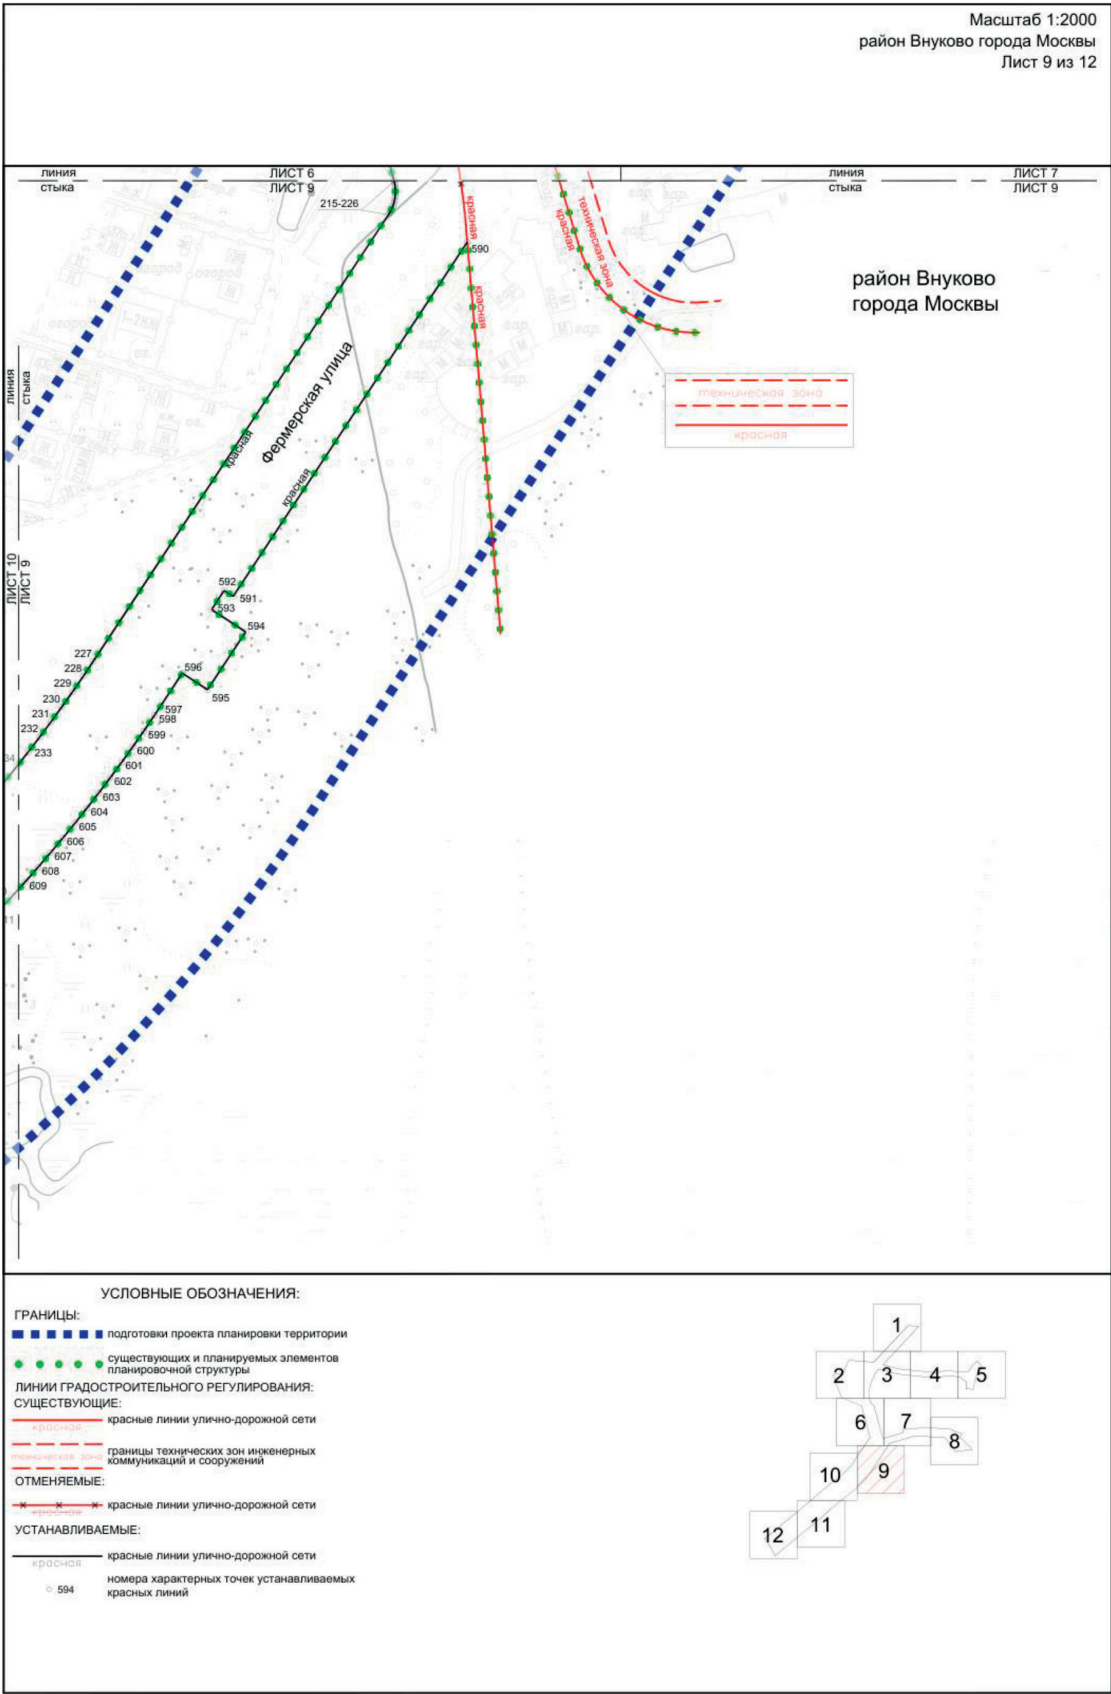 Масштаб 1:2000
район Внуково города Москвы
Лист 9 из 12
линия
стыка
ЛИСТ 6
ЛИСТ 9
линия
стыка
ЛИСТ 7
ЛИСТ 9
215-226
красная
590
красная
красная
техническая зона
район Внуково
города Москвы
техническая зона
красная
линия
стыка
Фермерская улица
красная
красная
ЛИСТ 10
ЛИСТ 9
огород
огород
гар.
гар.
592
591
593
594
227
228
229
230
231
232
233
34
596
595
597
598
599
600
601
602
603
604
605
606
607
608
609
11
УСЛОВНЫЕ ОБОЗНАЧЕНИЯ:
ГРАНИЦЫ:
подготовки проекта планировки территории
существующих и планируемых элементов
планировочной структуры
ЛИНИИ ГРАДОСТРОИТЕЛЬНОГО РЕГУЛИРОВАНИЯ:
СУЩЕСТВУЮЩИЕ:
красная
красные линии улично-дорожной сети
техническая зона
границы технических зон инженерных
коммуникаций и сооружений
ОТМЕНЯЕМЫЕ:
красная
красные линии улично-дорожной сети
УСТАНАВЛИВАЕМЫЕ:
красная
красные линии улично-дорожной сети
594
номера характерных точек устанавливаемых
красных линий
1
2
3
4
5
6
7
8
9
10
11
12